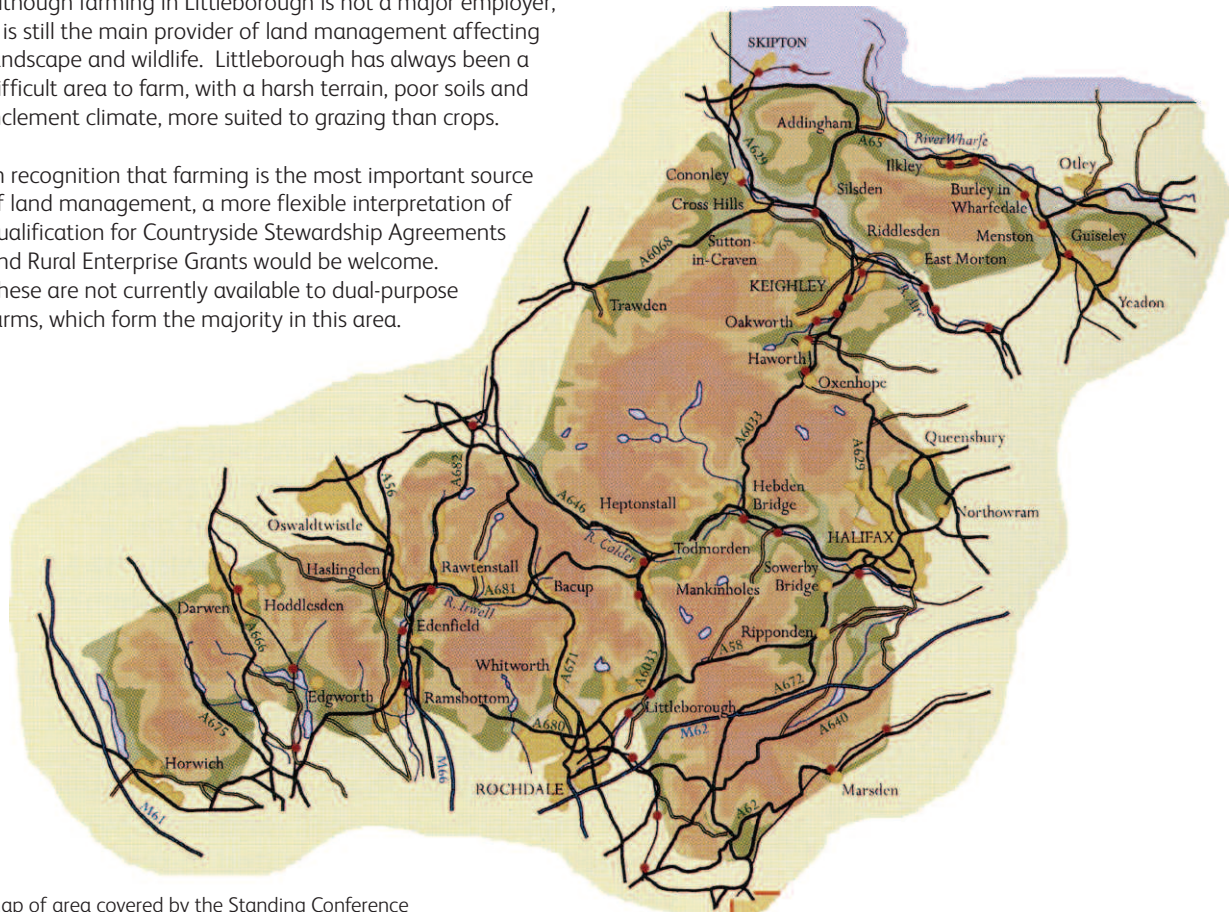 though farming in Littleborough is not a major employer,
is still the main provider of land management affecting
ndscape and wildlife. Littleborough has always been a
ifficult area to farm, with a harsh terrain, poor soils and
nclement climate, more suited to grazing than crops.
n recognition that farming is the most important source
f land management, a more flexible interpretation of
ualification for Countryside Stewardship Agreements
nd Rural Enterprise Grants would be welcome.
hese are not currently available to dual-purpose
arms, which form the majority in this area.
SKIPTON
Addingham
A629
A65
River Wharfe
Ilkley
Otley
Cononley
Silsden
Burley in
Wharfedale
Cross Hills
Riddlesden
Menston
Guiseley
A6068
Sutton-
in-Craven
East Morton
KEIGHLEY
R. Aire
Yeadon
Trawden
Oakworth
Haworth
Oxenhope
A6033
A629
Queensbury
A682
A56
A646
Heptonstall
Hebden
Bridge
Northowram
Oswaldtwistle
HALIFAX
R. Calder
Todmorden
Haslingden
Rawtenstall
Sowerby
Bridge
A681
Bacup
Mankinholes
Darwen
Hoddlesden
R. Irwell
Edenfield
Ripponden
A666
Whitworth
A671
A6033
A58
A672
Edgworth
Ramsbottom
Littleborough
A675
A680
M62
A640
Horwich
M66
ROCHDALE
Marsden
M61
A62
ap of area covered by the Standing Conference